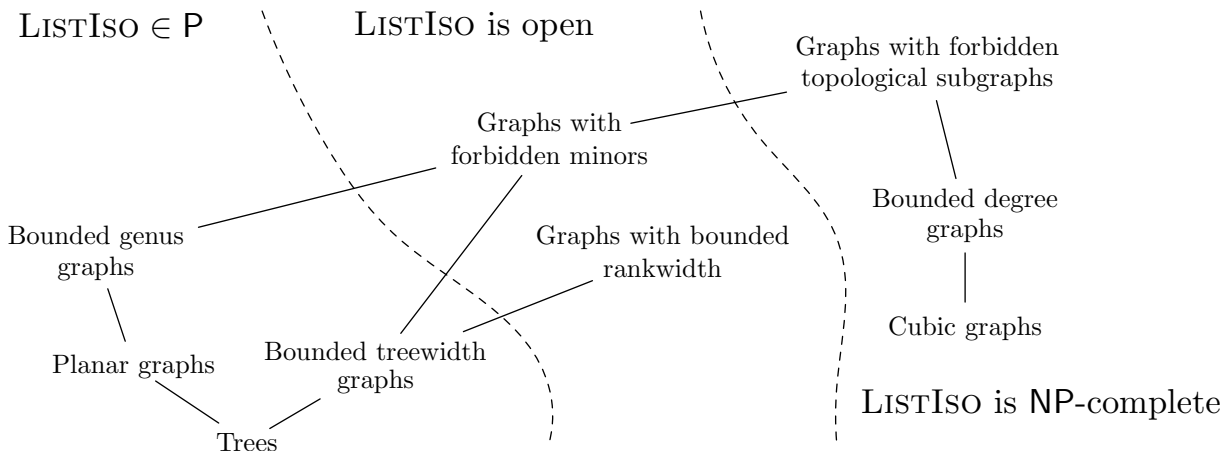 LISTISO ∈ P
LISTISO is open
Graphs with forbidden
topological subgraphs
Graphs with
forbidden minors
Bounded degree
graphs
Bounded genus
graphs
Graphs with bounded
rankwidth
Cubic graphs
Planar graphs
Bounded treewidth
graphs
LISTISO is NP-complete
Trees